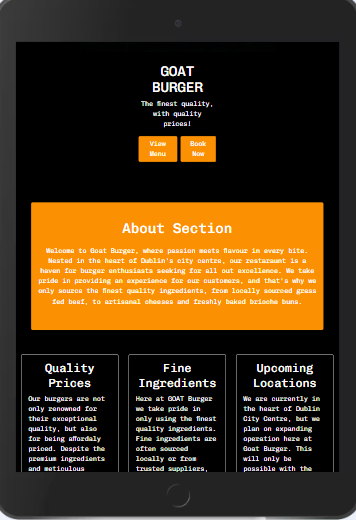 GOAT
BURGER
The finest quality,
with quality
prices!
View
Menu
Book
Now
About Section
Welcome to Goat Burger, where passion meets flavour in every bite.
Nested in the heart of Dublin's city centre, our restaraunt is a
haven for burger enthusiasts seeking for all out excellence. We take
pride in providing an experience for our customers, and that's why we
only source the finest quality ingredients, from locally sourced grass
fed beef, to artisanal cheeses and freshly baked brioche buns.
Quality
Prices
Our burgers are not
only renowned for
their exceptional
quality, but also
for being affordaly
priced. Despite the
premium ingredients
and meticulous
Fine
Ingredients
Here at GOAT Burger
we take pride in
only using the finest
quality ingredients.
Fine ingredients are
often sourced
locally or from
trusted suppliers,
Upcoming
Locations
We are currently in
the heart of Dublin
City Centre, but we
plan on expanding
operation here at
Goat Burger. This
will only be
possible with the